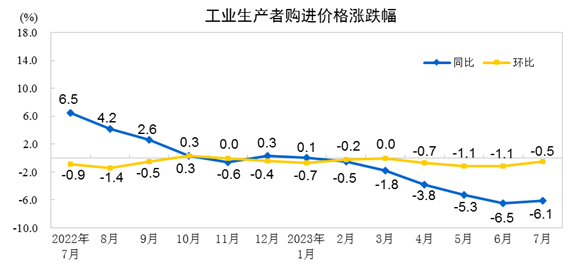 工业生产者购进价格涨跌幅
(%)
18.0
14.0
10.0
6.0
2.0
-2.0
-6.0
-10.0
同比
环比
6.5
4.2
2.6
0.3
0.0
0.3
0.1
-0.2
0.0
-0.7
-1.1
-1.1
-0.5
-0.9
-1.4
-0.5
0.3
-0.6
-0.4
-0.7
-0.5
-1.8
-3.8
-5.3
-6.5
-6.1
2022年
7月
8月
9月
10月
11月
12月
2023年
1月
2月
3月
4月
5月
6月
7月